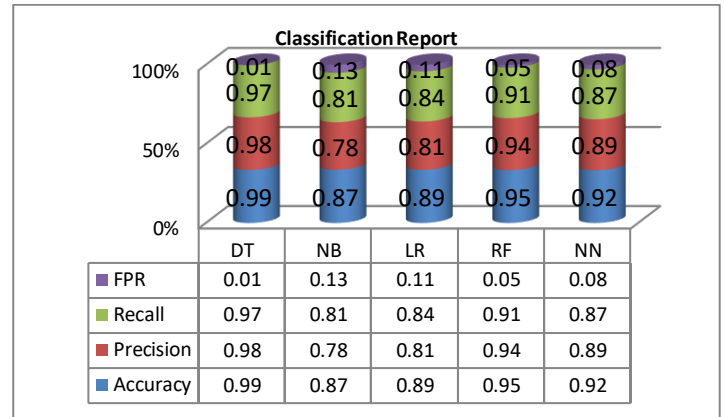 Classification Report
100%
50%
0%
0.01 0.13 0.11 0.05 0.08
0.97 0.81 0.84 0.91 0.87
0.98 0.78 0.81 0.94 0.89
0.99 0.87 0.89 0.95 0.92
DT NB LR RF NN
FPR 0.01 0.13 0.11 0.05 0.08
Recall 0.97 0.81 0.84 0.91 0.87
Precision 0.98 0.78 0.81 0.94 0.89
Accuracy 0.99 0.87 0.89 0.95 0.92